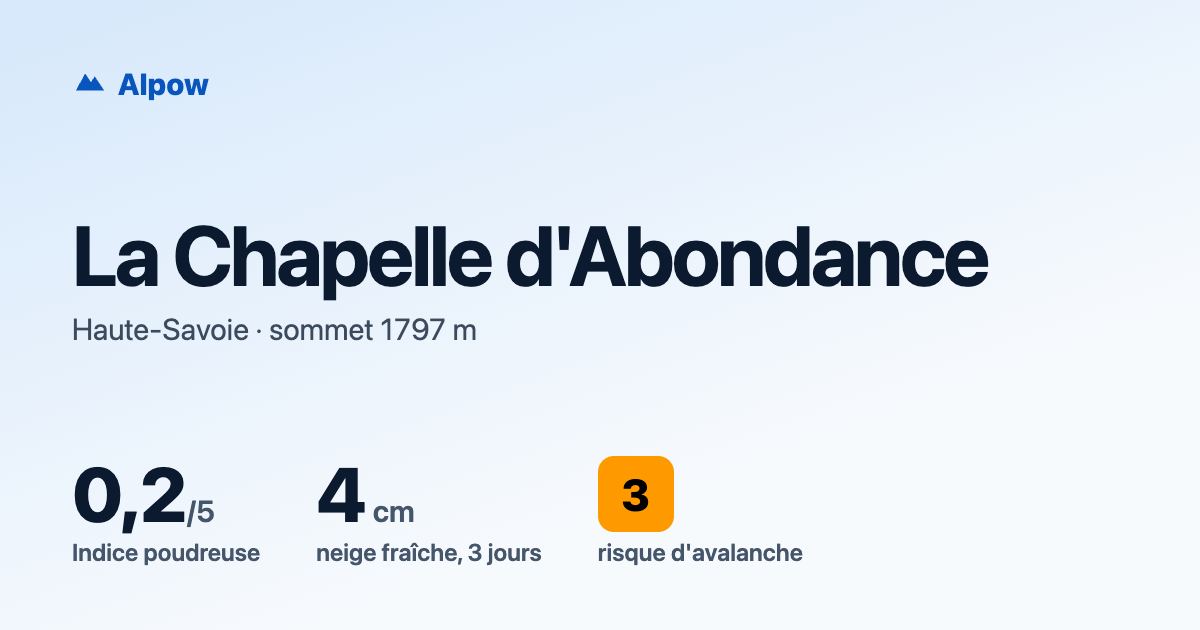 Alpow
La Chapelle d'Abondance
Haute-Savoie · sommet 1797 m
0,2/5
Indice poudreuse
4 cm
neige fraîche, 3 jours
3
risque d'avalanche